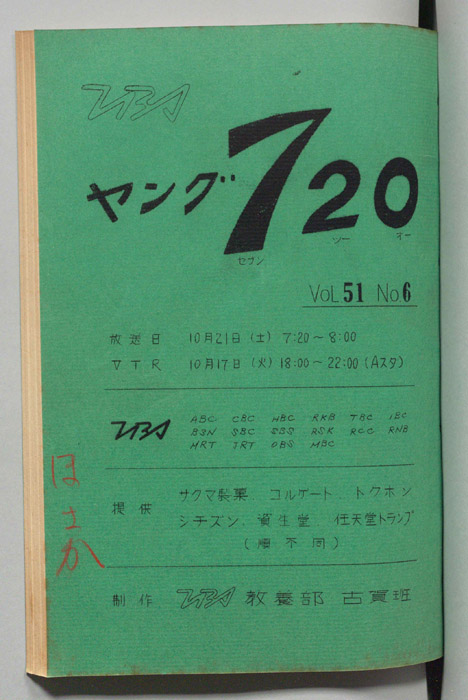 TBS
ヤング720
セブン ツー オー
VOL 51 No 6
放送日 10月21日(土) 7:20〜8:00
VTR 10月17日(火) 18:00〜22:00(Aスタ)
TBS
ABC CBC HBC RKB TBC IBC
BSN SBC SBS RSK RCC RNB
MRT JRT OBS MBC
ほさか
提供
サクマ製菓 コルゲート トクホン
シチズン 資生堂 任天堂トランプ
(順不同)
制作 TBS 教養部 古賀班